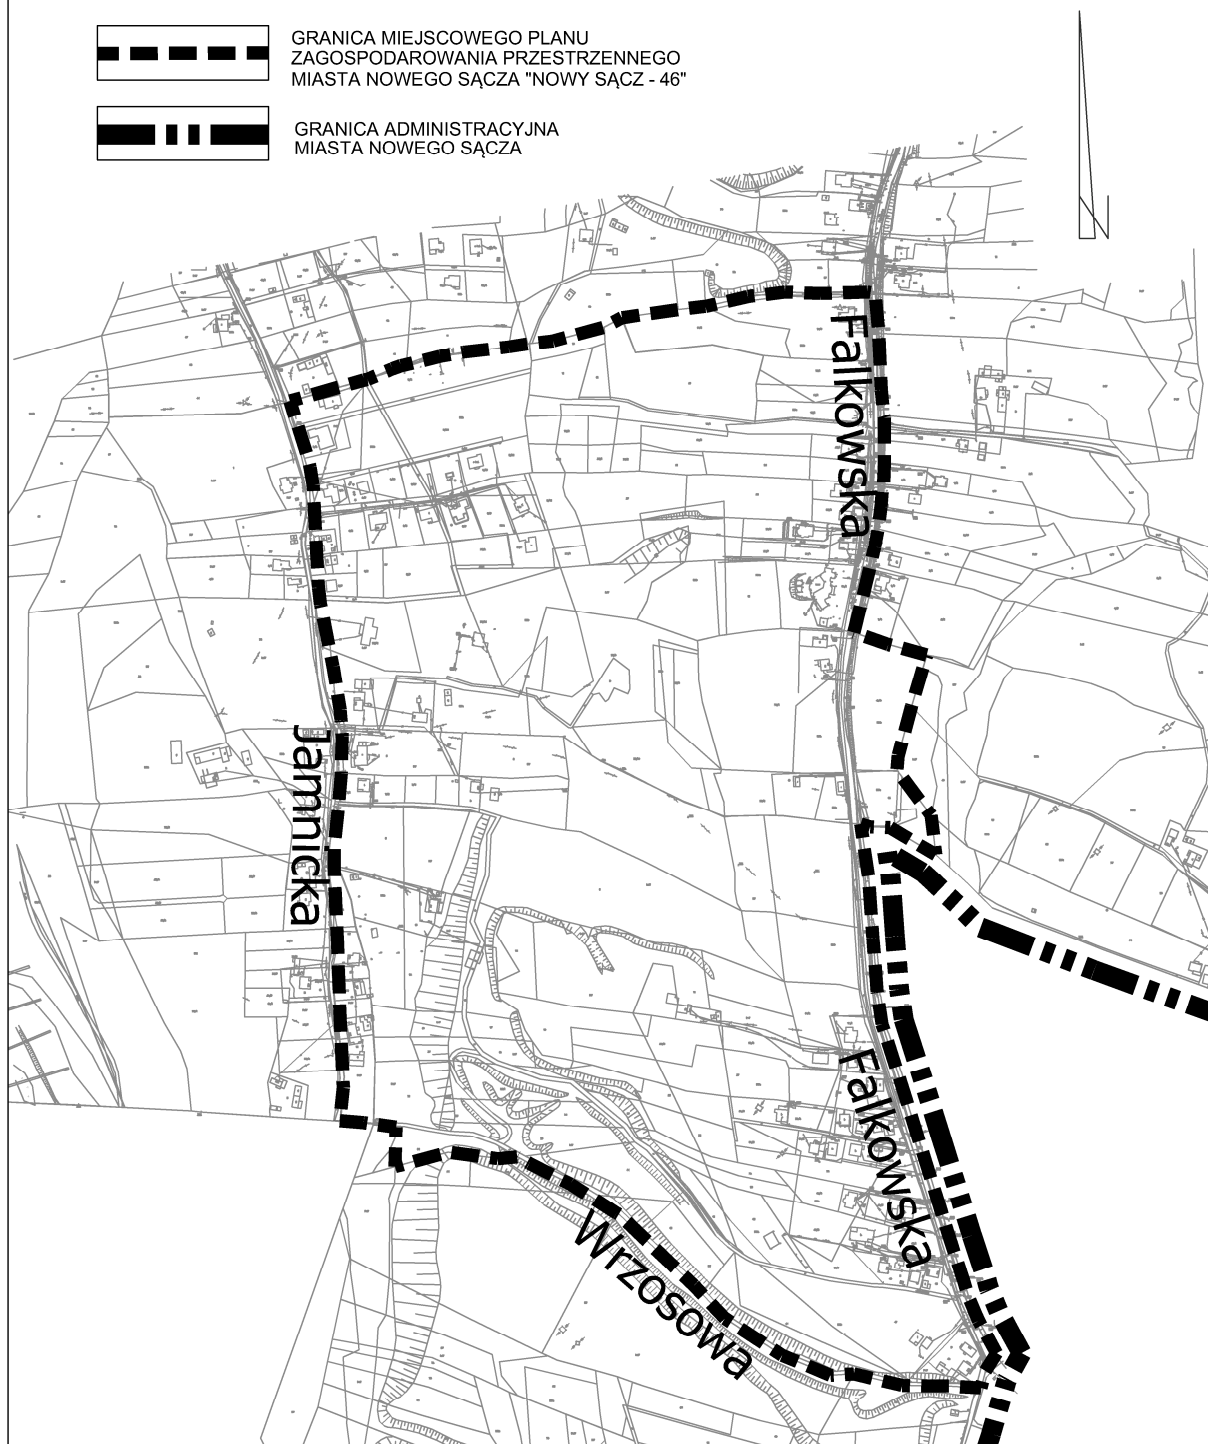 GRANICA MIEJSCOWEGO PLANU
ZAGOSPODAROWANIA PRZESTRZENNEGO
MIASTA NOWEGO SĄCZA "NOWY SĄCZ - 46"
GRANICA ADMINISTRACYJNA
MIASTA NOWEGO SĄCZA
Falkowska
Jamnicka
Falkowska
Wrzosowa